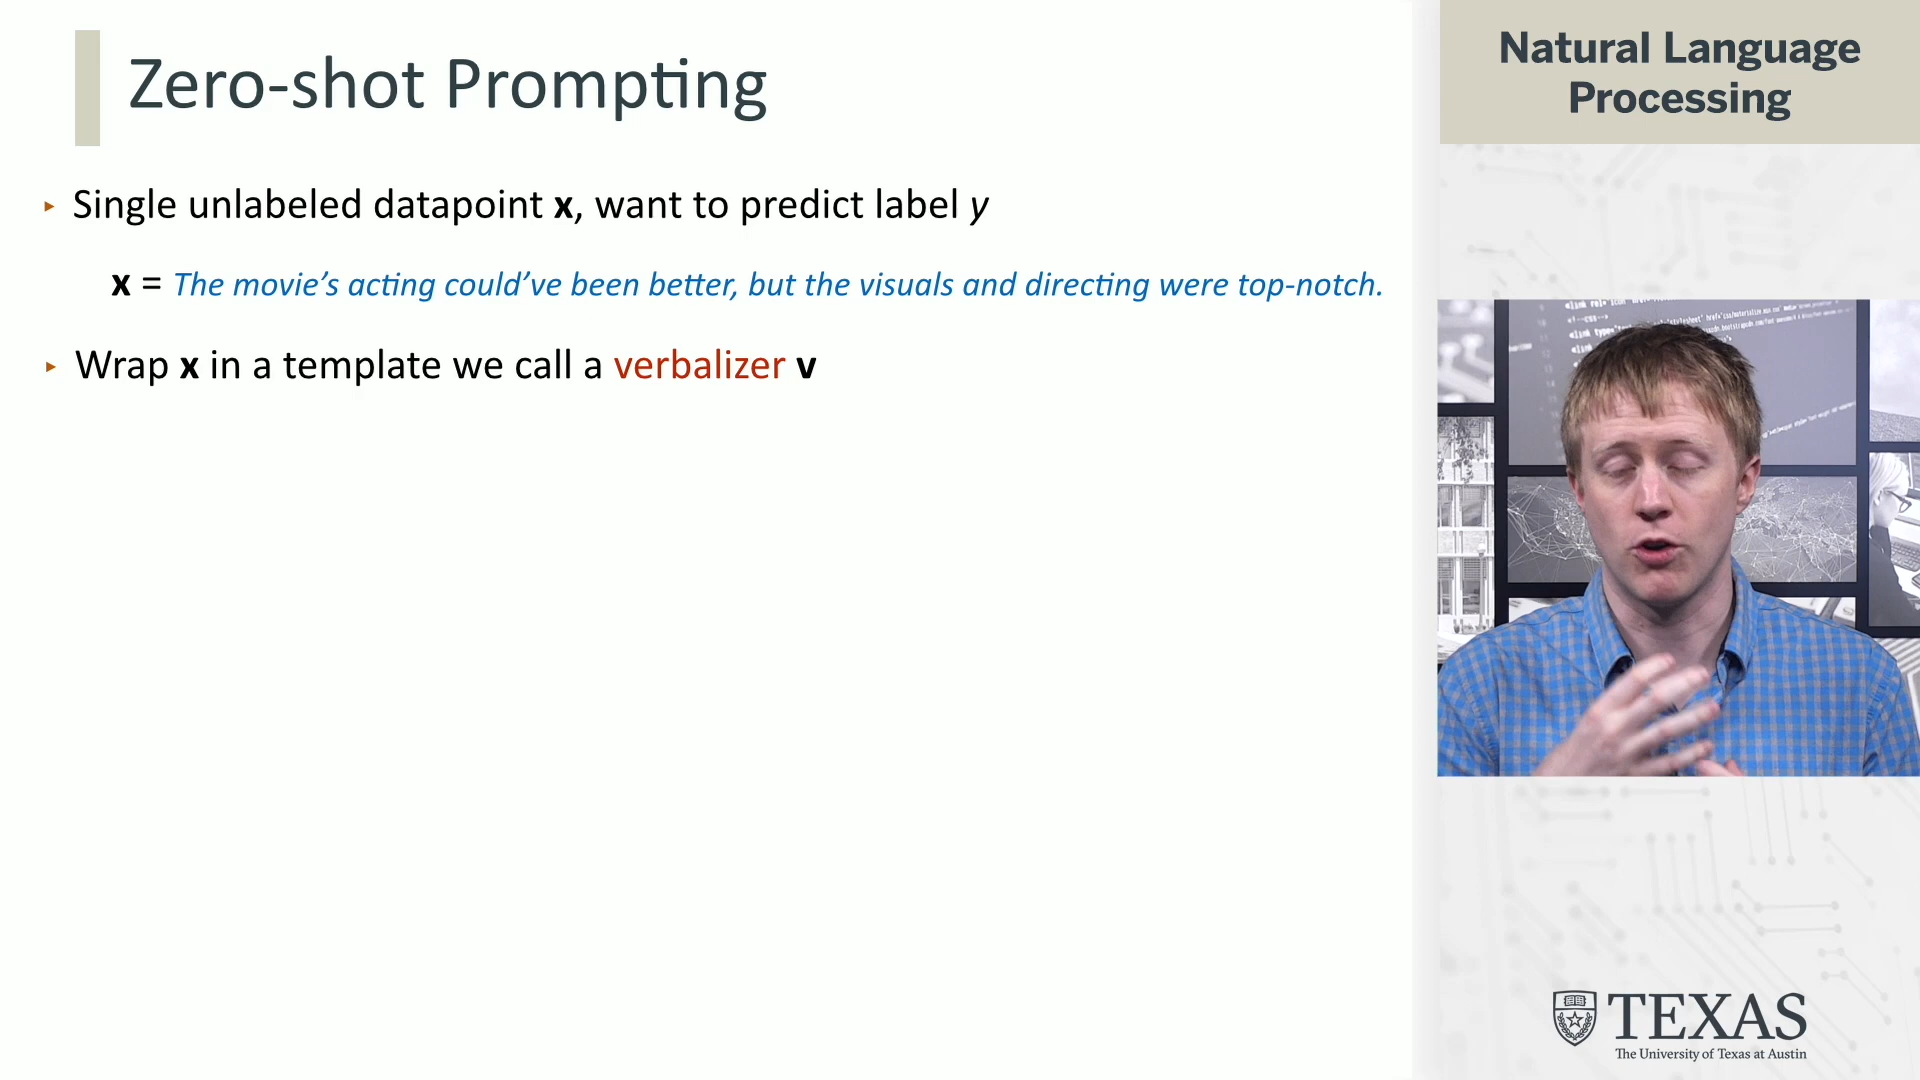 Zero-shot Prompting
▸ Single unlabeled datapoint x, want to predict label y
x = The movie’s acting could’ve been better, but the visuals and directing were top-notch.
▸ Wrap x in a template we call a verbalizer v
Natural Language
Processing
TEXAS
The University of Texas at Austin